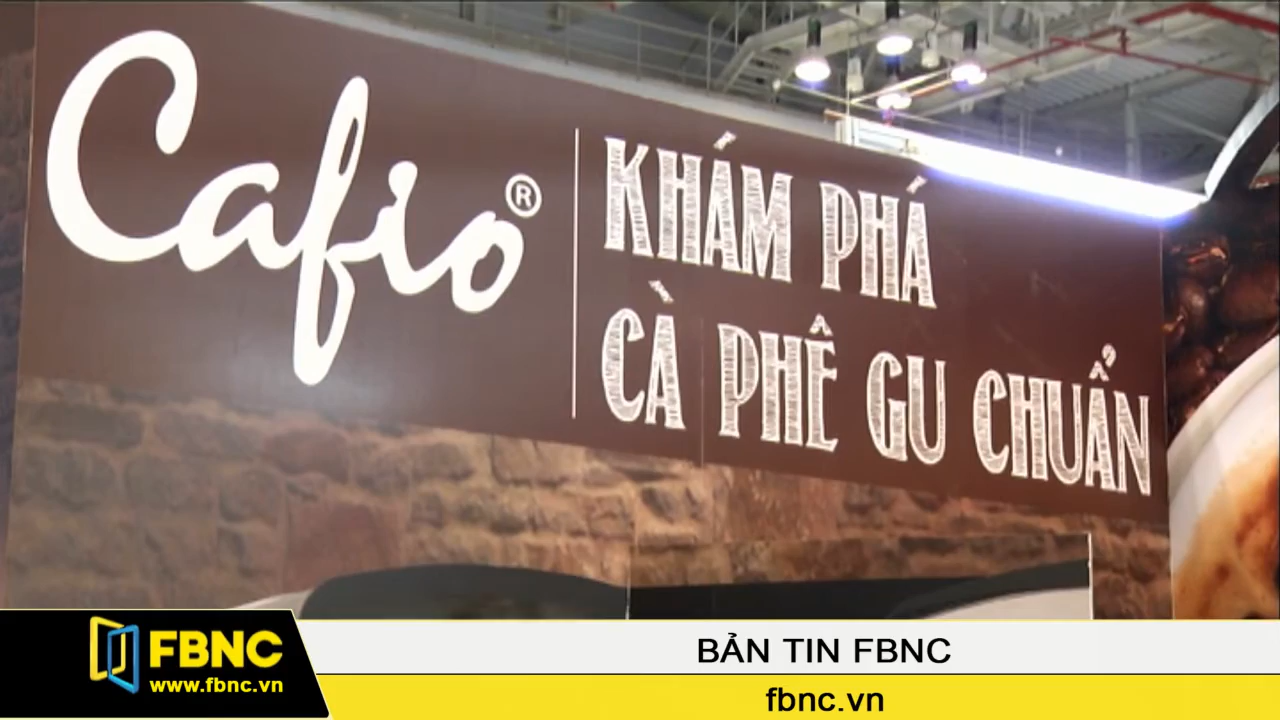 Cafio®
KHÁM PHÁ
CÀ PHÊ GU CHUẨN
FBNC
www.fbnc.vn
BẢN TIN FBNC
fbnc.vn